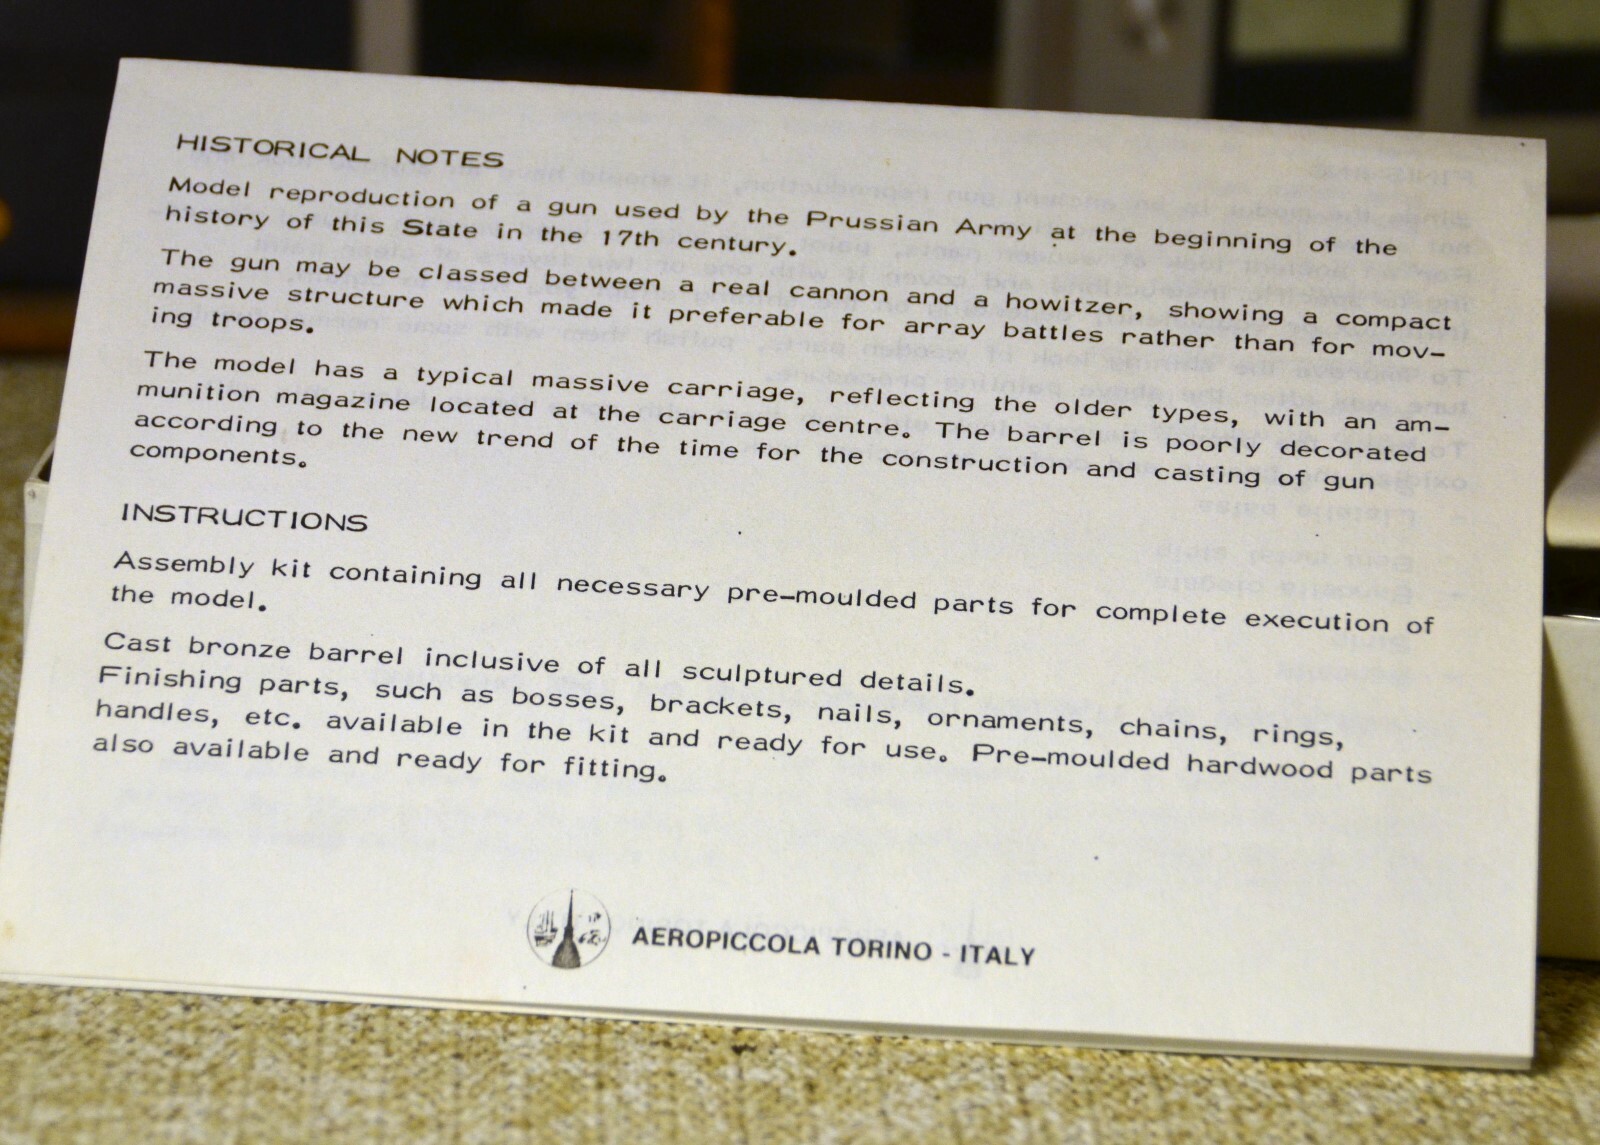 HISTORICAL NOTES
Model reproduction of a gun used by the Prussian Army at the beginning of the
history of this State in the 17th century.
The gun may be classed between a real cannon and a howitzer, showing a compact
massive structure which made it preferable for array battles rather than for mov-
ing troops.
The model has a typical massive carriage, reflecting the older types, with an am-
munition magazine located at the carriage centre. The barrel is poorly decorated
according to the new trend of the time for the construction and casting of gun
components.
INSTRUCTIONS
Assembly kit containing all necessary pre-moulded parts for complete execution of
the model.
Cast bronze barrel inclusive of all sculptured details.
Finishing parts, such as bosses, brackets, nails, ornaments, chains, rings,
handles, etc. available in the kit and ready for use. Pre-moulded hardwood parts
also available and ready for fitting.
AEROPICCOLA TORINO - ITALY